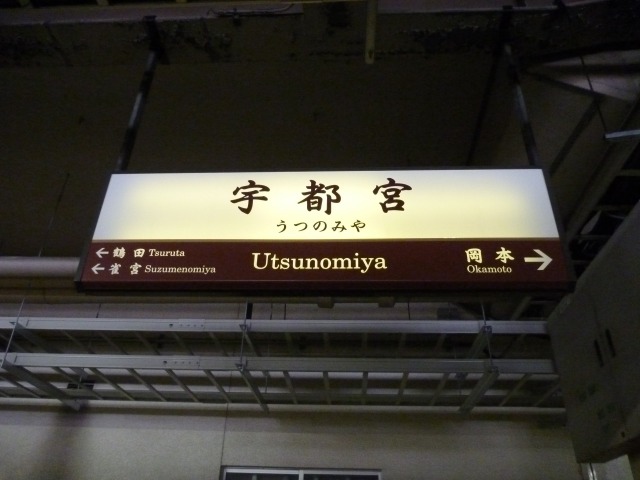 宇都宮
うつのみや
←鶴田 Tsuruta
←雀宮 Suzumenomiya
Utsunomiya
岡本→
Okamoto